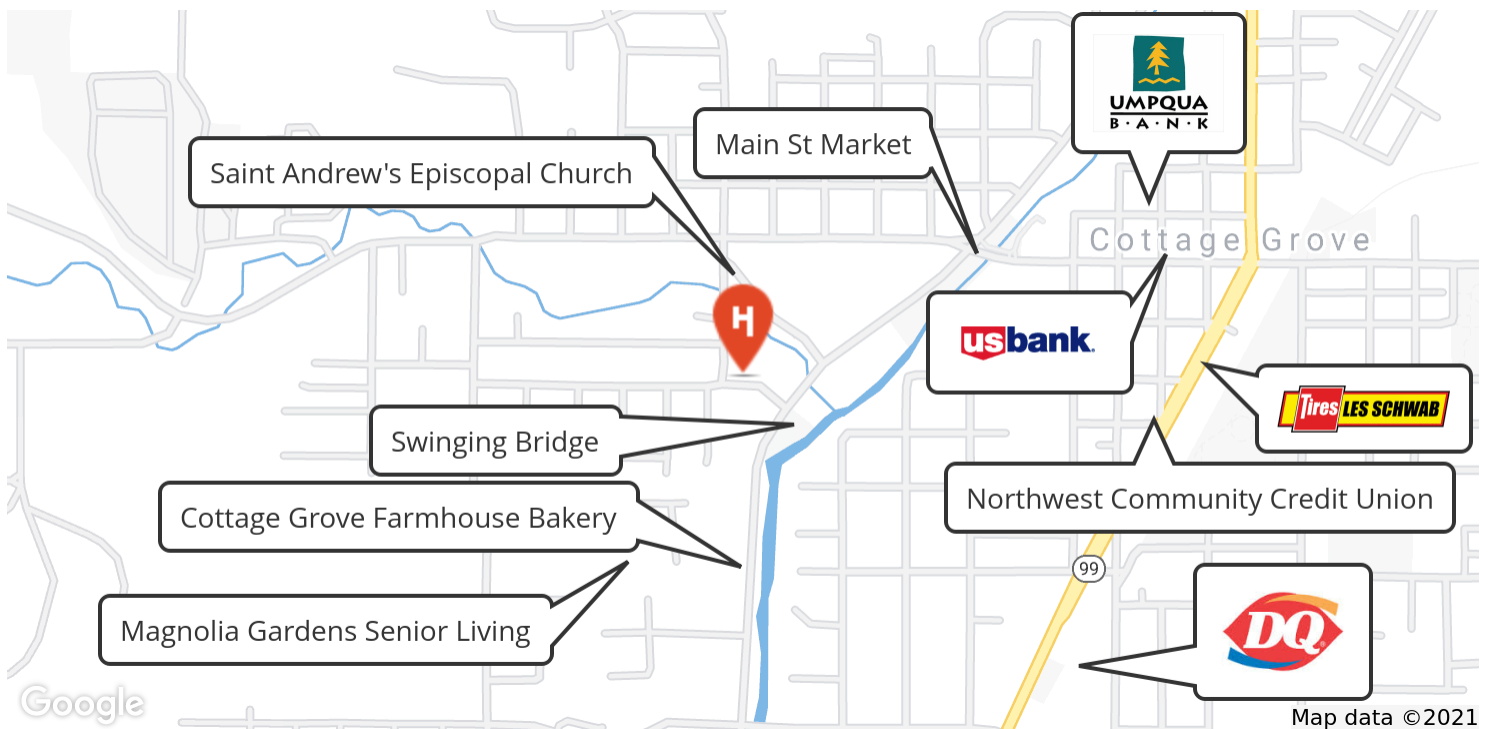 UMPQUA
B·A·N·K
Main St Market
Saint Andrew's Episcopal Church
Cottage Grove
H
usbank.
Tires LES SCHWAB
Swinging Bridge
Northwest Community Credit Union
Cottage Grove Farmhouse Bakery
99
DQ
Magnolia Gardens Senior Living
Google
Map data ©2021